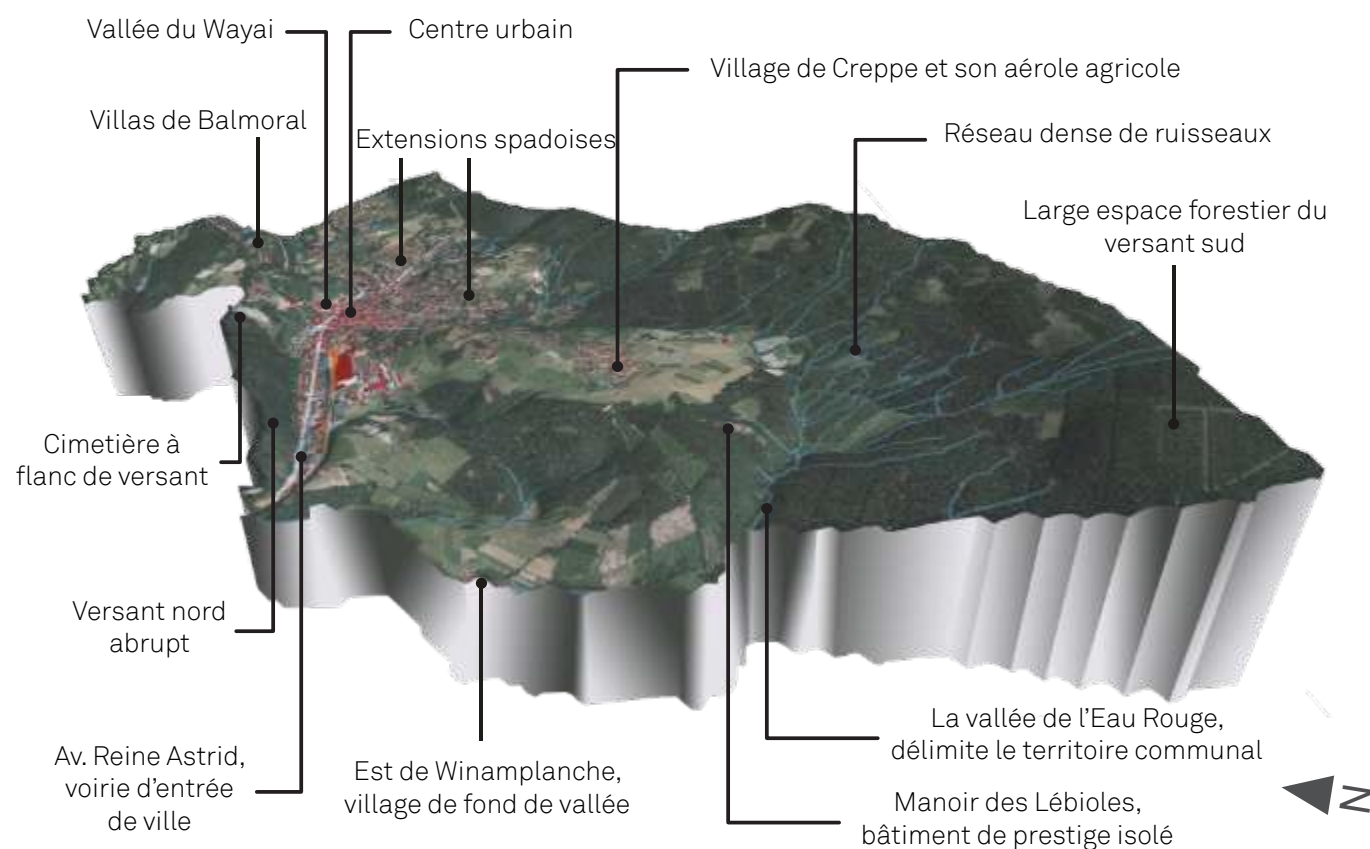 Vallée du Wayai
Centre urbain
Village de Creppe et son aérole agricole
Villas de Balmoral
Extensions spadoises
Réseau dense de ruisseaux
Large espace forestier du
versant sud
Cimetière à
flanc de versant
Versant nord
abrupt
Av. Reine Astrid,
voirie d'entrée
de ville
Est de Winamplanche,
village de fond de vallée
La vallée de l'Eau Rouge,
délimite le territoire communal
Manoir des Lébioles,
bâtiment de prestige isolé
N